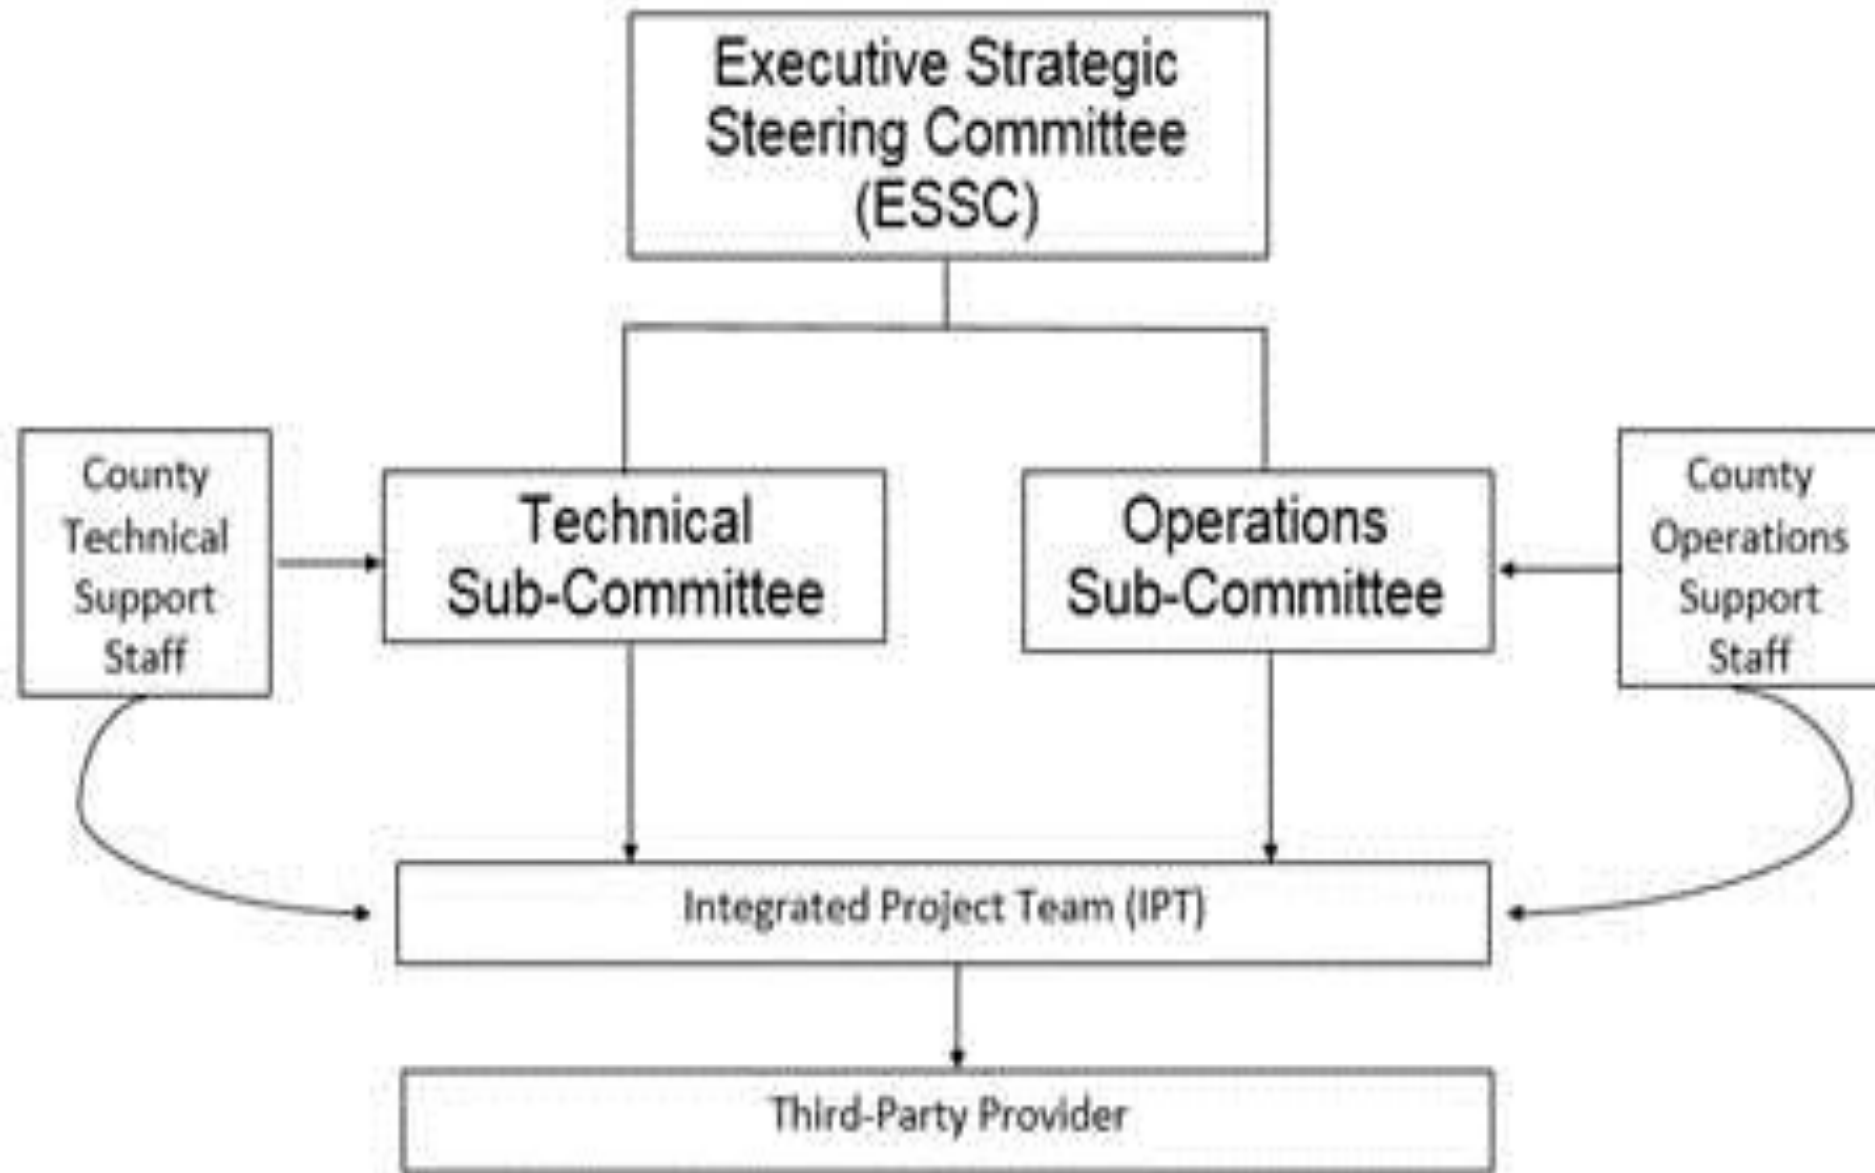 Executive Strategic
Steering Committee
(ESSC)
County
Technical
Support
Staff
Technical
Sub-Committee
Operations
Sub-Committee
County
Operations
Support
Staff
Integrated Project Team (IPT)
Third-Party Provider